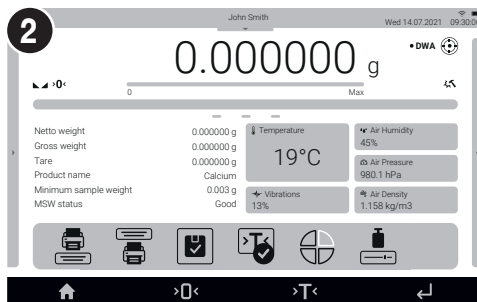 2
John Smith
Wed 14.07.2021 09:30:00
0.000000 g
• DWA
>0<
0 Max
Netto weight 0.000000 g
Gross weight 0.000000 g
Tare 0.000000 g
Product name Calcium
Minimum sample weight 0.003 g
MSW status Good
Temperature
19°C
Vibrations
13%
Air Humidity
45%
Air Preasure
980.1 hPa
Air Density
1.158 kg/m3
>T<
>0< >T<